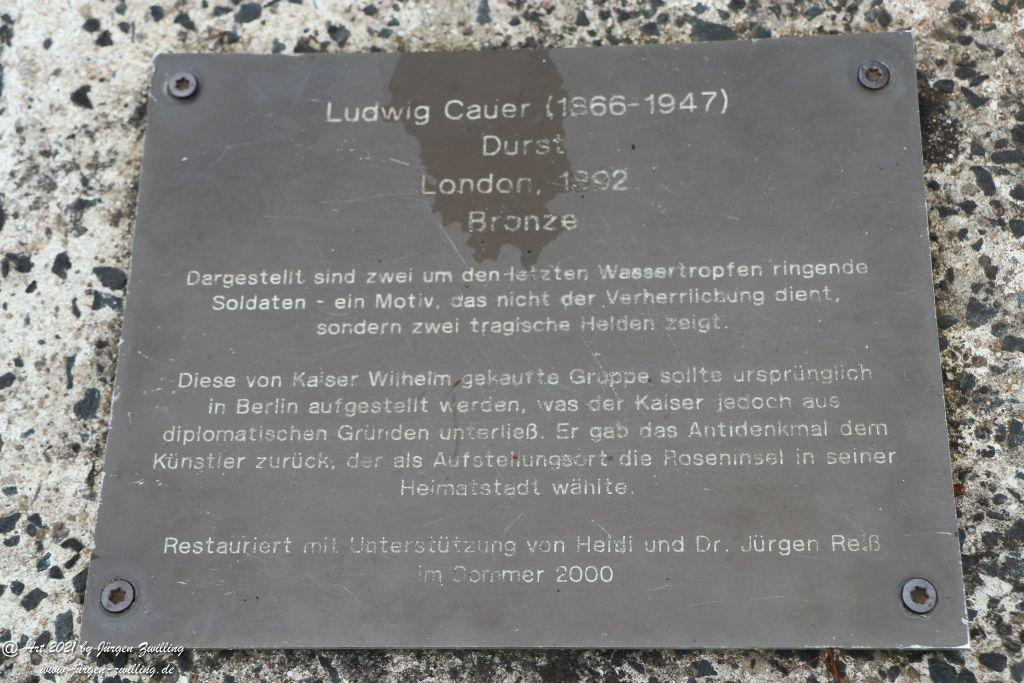 Ludwig Cauer (1866-1947)
Durst
London, 1892
Bronze
Dargestellt sind zwei um den letzten Wassertropfen ringende
Soldaten - ein Motiv, das nicht der Verherrlichung dient,
sondern zwei tragische Helden zeigt.
Diese von Kaiser Wilhelm gekaufte Gruppe sollte ursprünglich
in Berlin aufgestellt werden, was der Kaiser jedoch aus
diplomatischen Gründen unterließ. Er gab das Antidenkmal dem
Künstler zurück, der als Aufstellungsort die Roseninsel in seiner
Heimatstadt wählte.
Restauriert mit Unterstützung von Heidi und Dr. Jürgen Reiß
im Sommer 2000
@ Art 2021 by Jürgen Zwilling
www.jürgen-zwilling.de